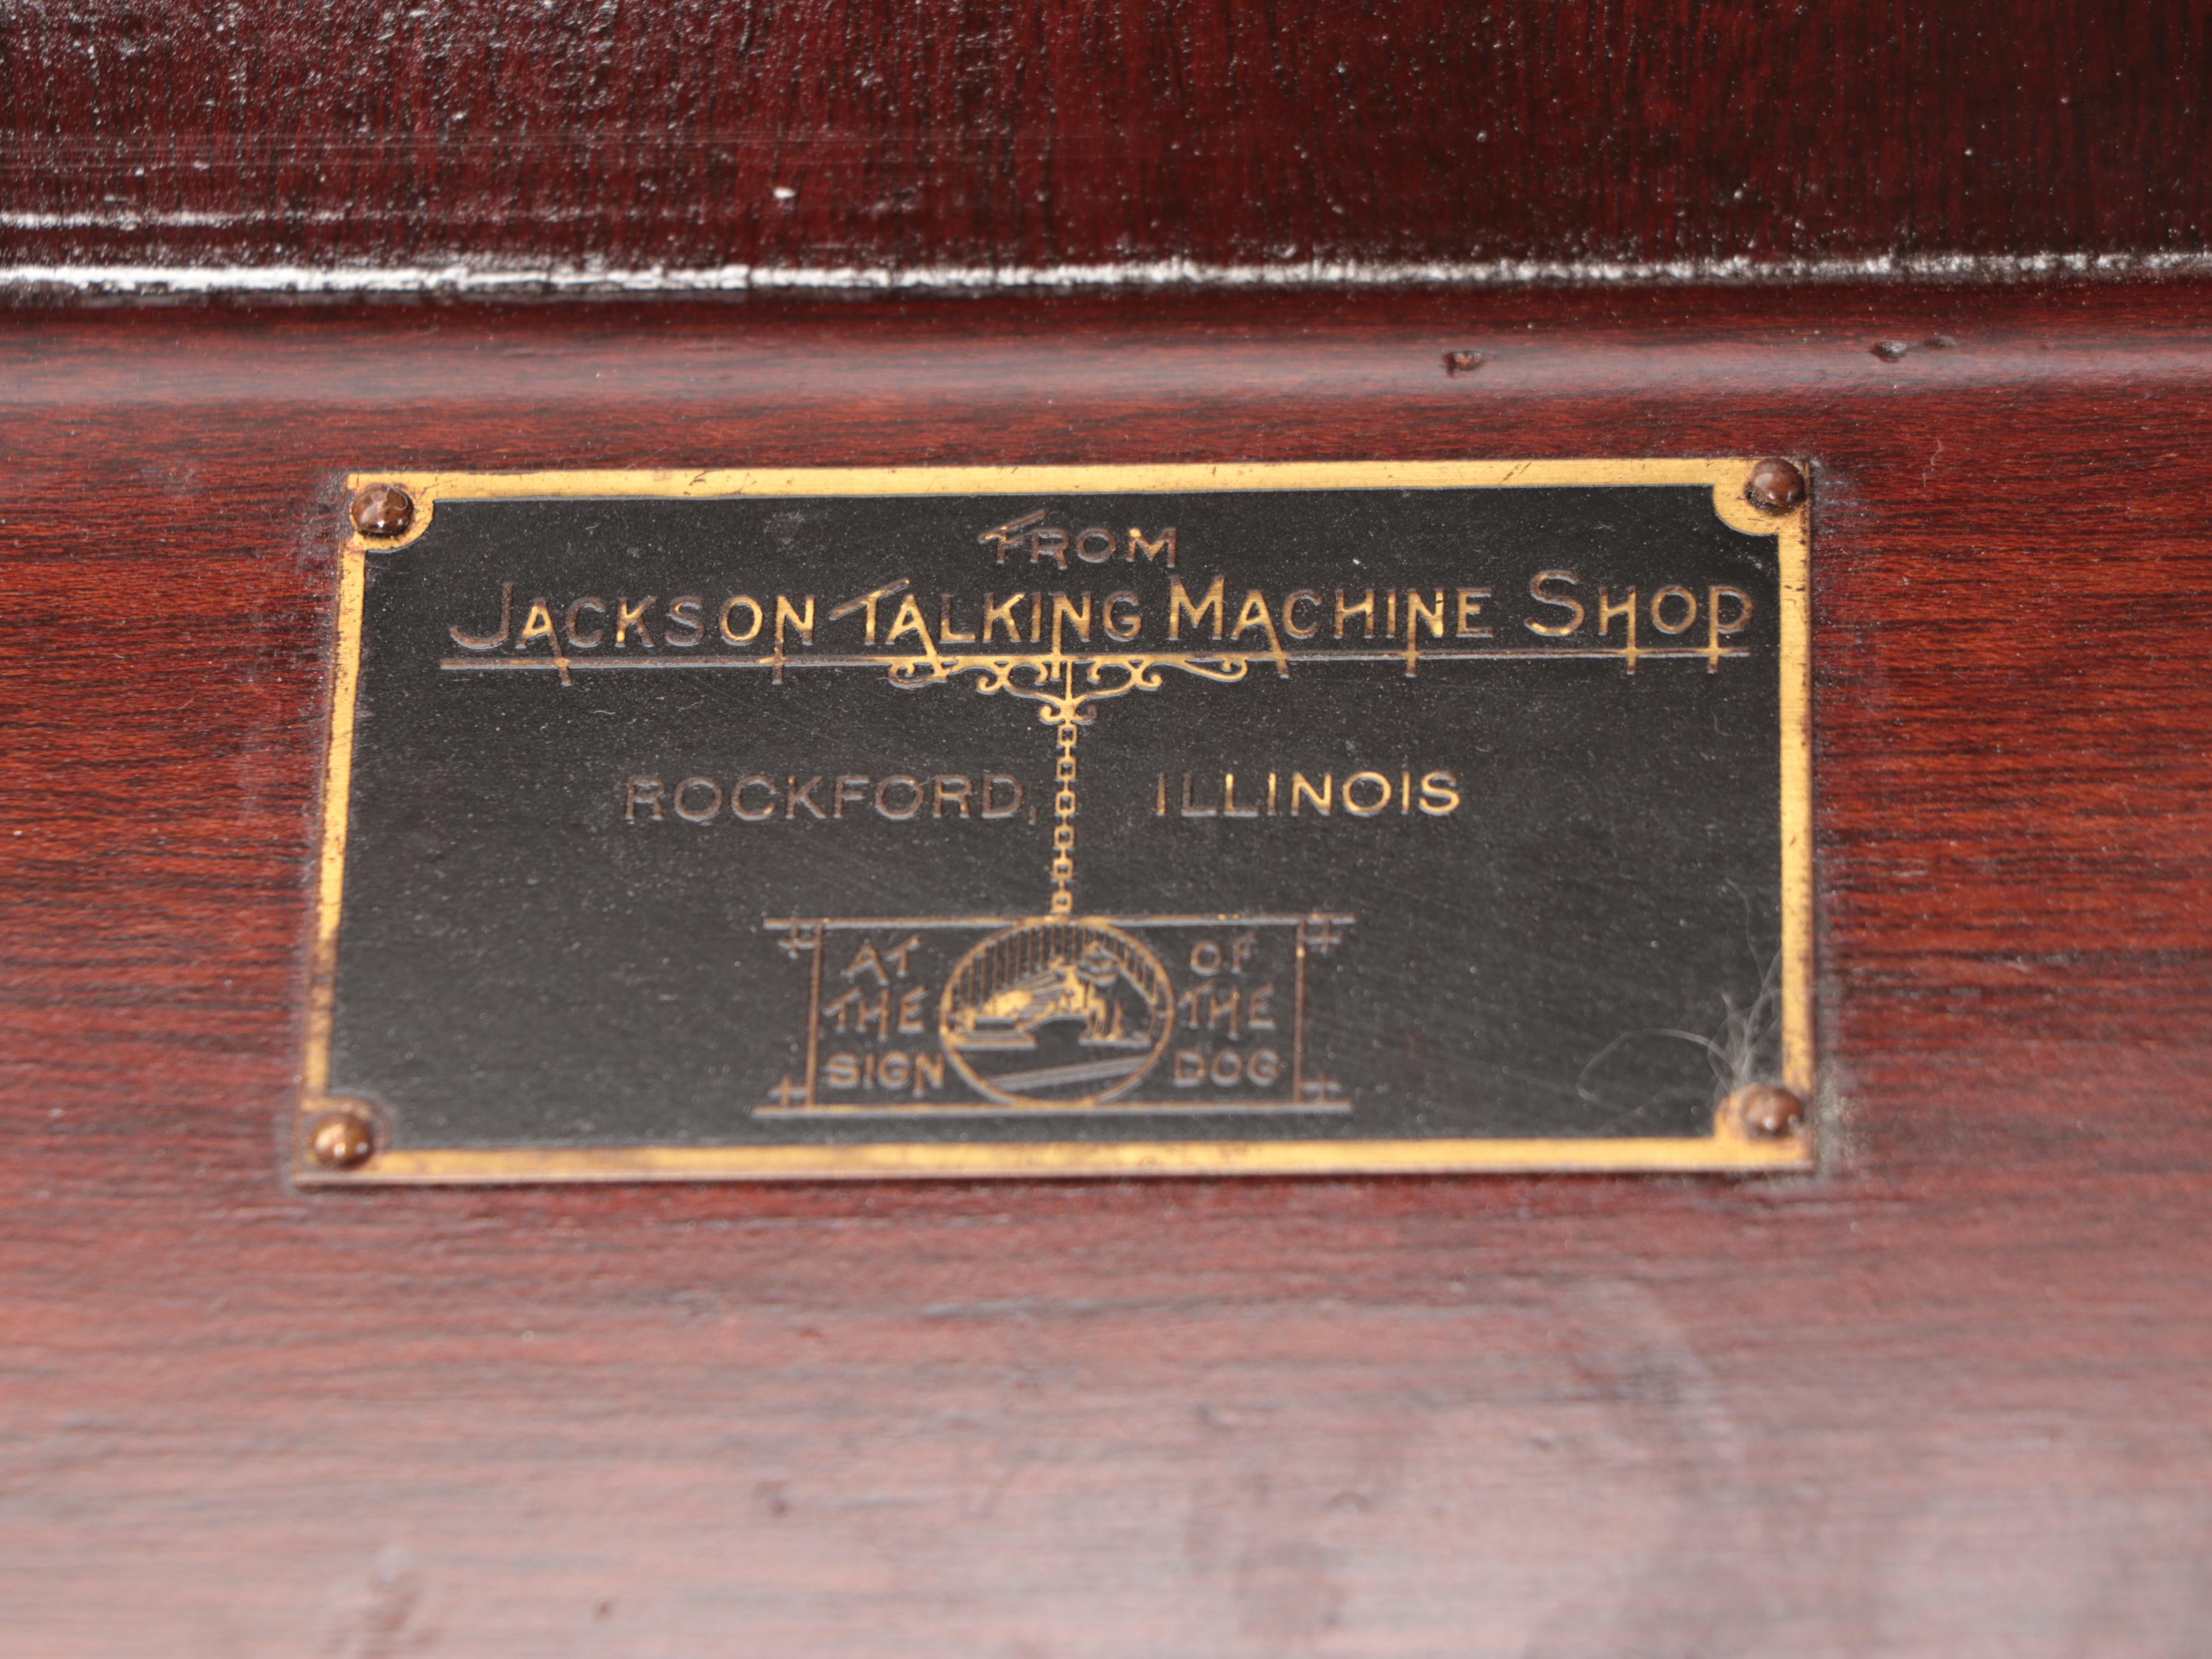 FROM
JACKSON TALKING MACHINE SHOP
ROCKFORD, ILLINOIS
AT
THE
SIGN
OF
THE
DOG